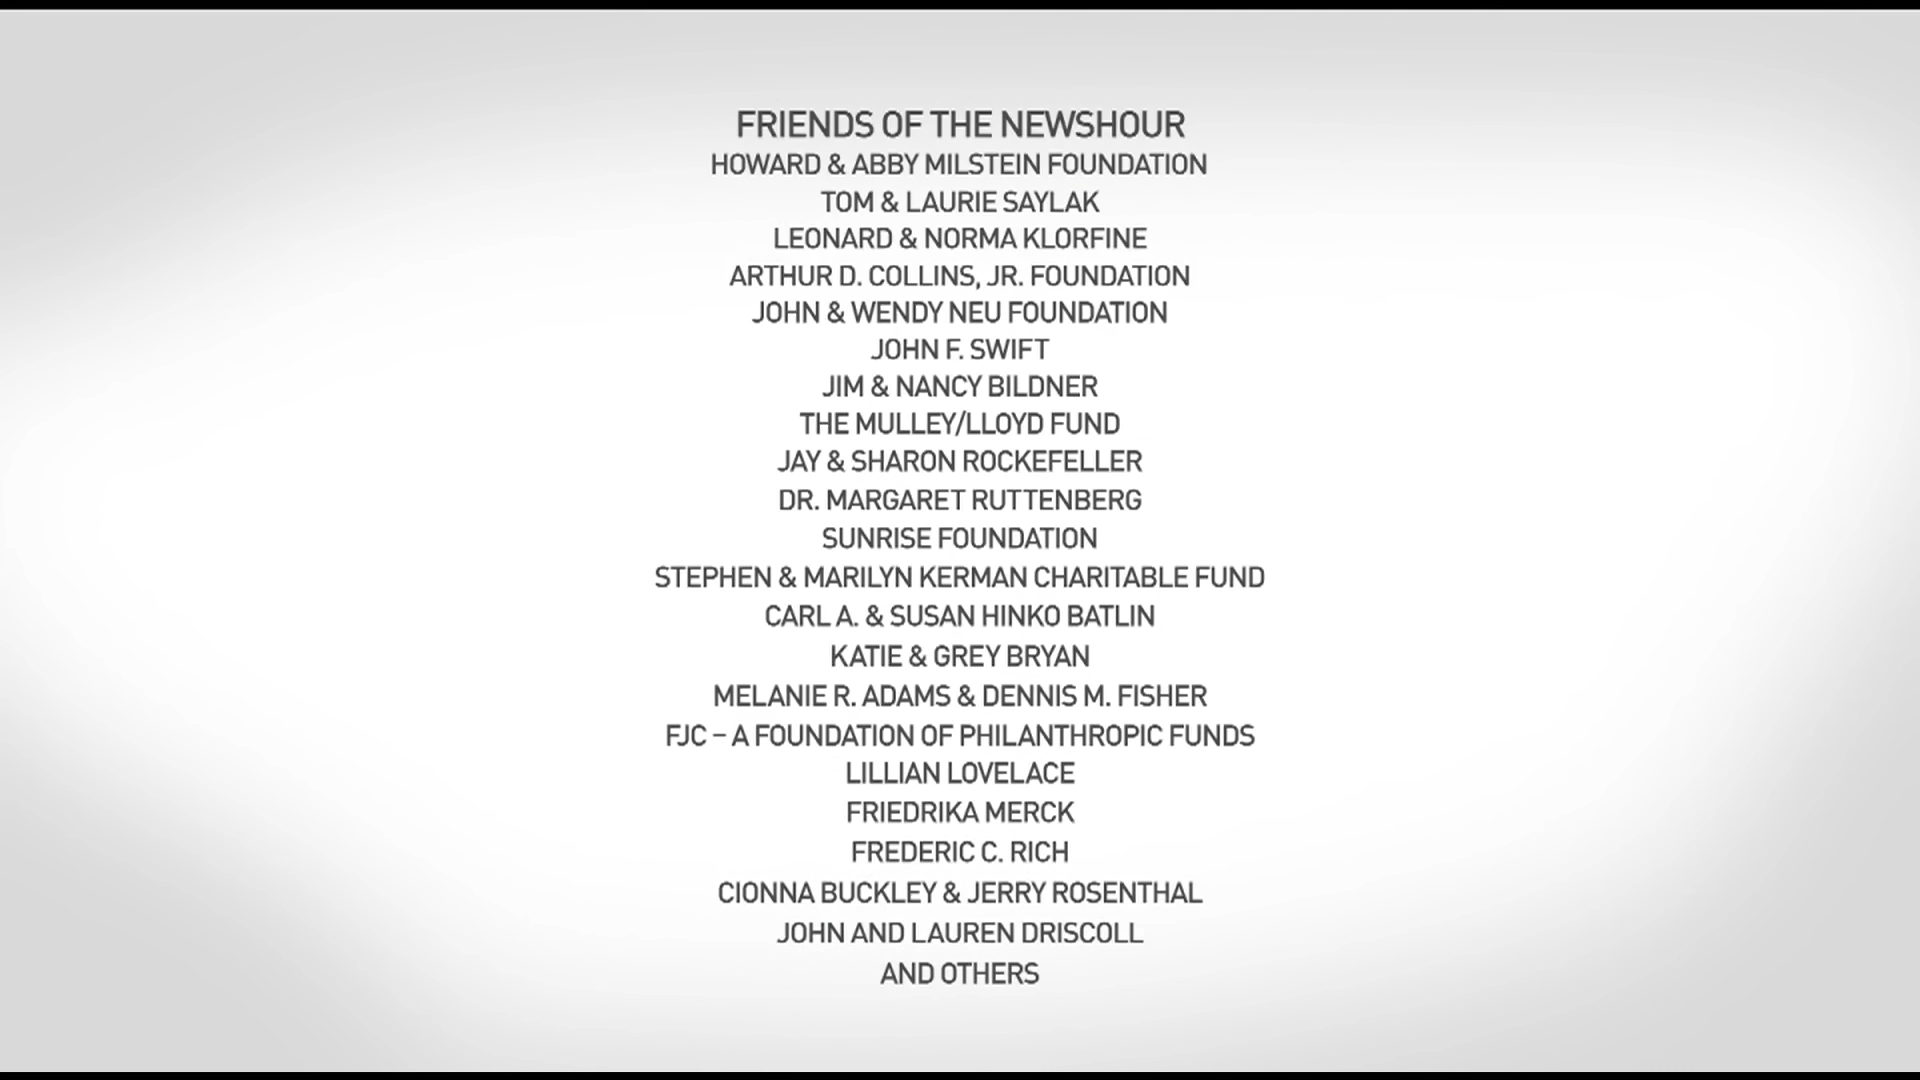 FRIENDS OF THE NEWSHOUR
HOWARD & ABBY MILSTEIN FOUNDATION
TOM & LAURIE SAYLAK
LEONARD & NORMA KLORFINE
ARTHUR D. COLLINS, JR. FOUNDATION
JOHN & WENDY NEU FOUNDATION
JOHN F. SWIFT
JIM & NANCY BILDNER
THE MULLEY/LLOYD FUND
JAY & SHARON ROCKEFELLER
DR. MARGARET RUTTENBERG
SUNRISE FOUNDATION
STEPHEN & MARILYN KERMAN CHARITABLE FUND
CARL A. & SUSAN HINKO BATLIN
KATIE & GREY BRYAN
MELANIE R. ADAMS & DENNIS M. FISHER
FJC – A FOUNDATION OF PHILANTHROPIC FUNDS
LILLIAN LOVELACE
FRIEDRIKA MERCK
FREDERIC C. RICH
CIONNA BUCKLEY & JERRY ROSENTHAL
JOHN AND LAUREN DRISCOLL
AND OTHERS